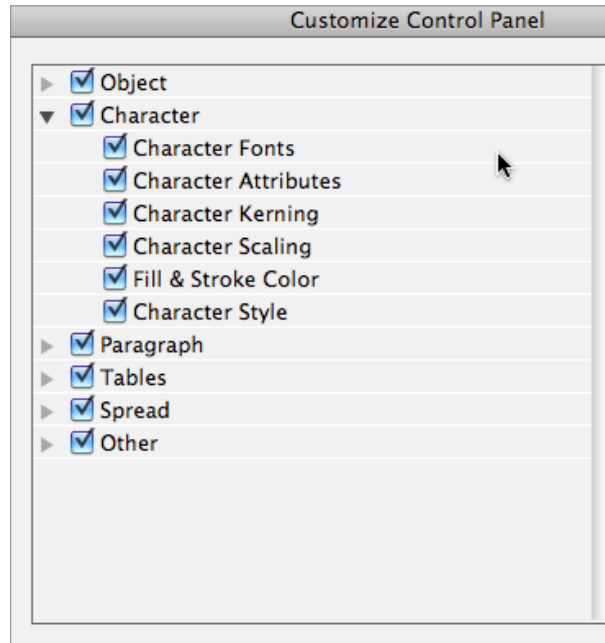 Customize Control Panel
Object
Character
Character Fonts
Character Attributes
Character Kerning
Character Scaling
Fill & Stroke Color
Character Style
Paragraph
Tables
Spread
Other